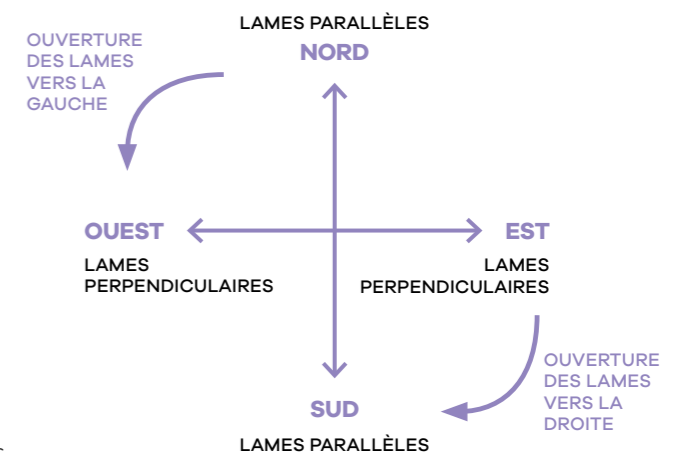 LAMES PARALLÈLES
NORD
OUVERTURE
DES LAMES
VERS LA
GAUCHE
OUEST
EST
LAMES
PERPENDICULAIRES
LAMES
PERPENDICULAIRES
OUVERTURE
DES LAMES
VERS LA
DROITE
SUD
LAMES PARALLÈLES